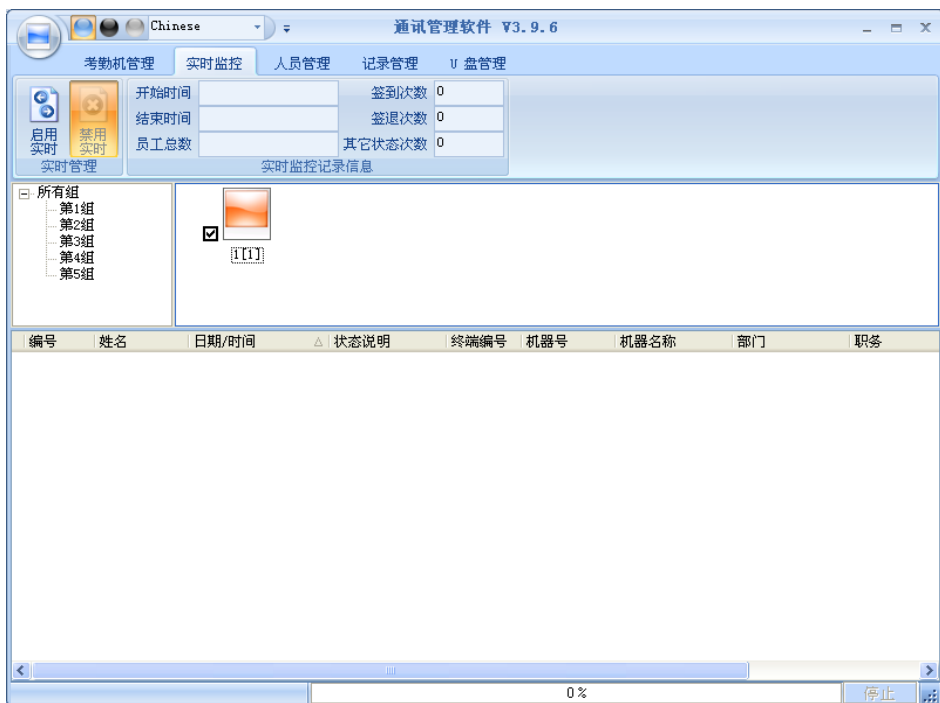 Chinese 通讯管理软件 V3.9.6
考勤机管理 实时监控 人员管理 记录管理 U 盘管理
启用
实时
禁用
实时
实时管理
开始时间
结束时间
员工总数
签到次数 0
签退次数 0
其它状态次数 0
实时监控记录信息
所有组
第1组
第2组
第3组
第4组
第5组
1[1]
编号 姓名 日期/时间 状态说明 终端编号 机器号 机器名称 部门 职务
0% 停止